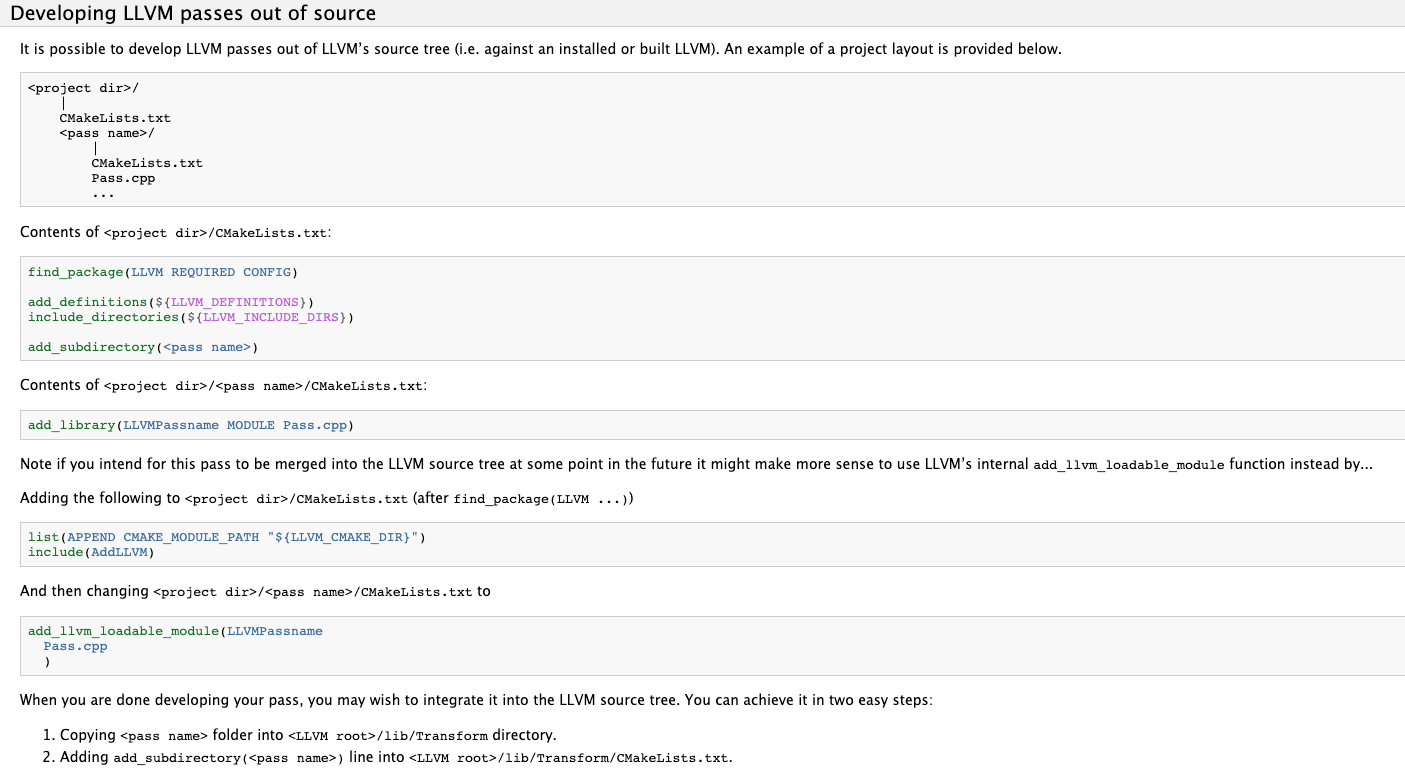 Developing LLVM passes out of source
It is possible to develop LLVM passes out of LLVM’s source tree (i.e. against an installed or built LLVM). An example of a project layout is provided below.
<project dir>/
    |
    CMakeLists.txt
    <pass name>/
        |
        CMakeLists.txt
        Pass.cpp
        ...
Contents of <project dir>/CMakeLists.txt:
find_package(LLVM REQUIRED CONFIG)
add_definitions(${LLVM_DEFINITIONS})
include_directories(${LLVM_INCLUDE_DIRS})
add_subdirectory(<pass name>)
Contents of <project dir>/<pass name>/CMakeLists.txt:
add_library(LLVMPassname MODULE Pass.cpp)
Note if you intend for this pass to be merged into the LLVM source tree at some point in the future it might make more sense to use LLVM’s internal add_llvm_loadable_module function instead by...
Adding the following to <project dir>/CMakeLists.txt (after find_package(LLVM ...))
list(APPEND CMAKE_MODULE_PATH "${LLVM_CMAKE_DIR}")
include(AddLLVM)
And then changing <project dir>/<pass name>/CMakeLists.txt to
add_llvm_loadable_module(LLVMPassname
  Pass.cpp
  )
When you are done developing your pass, you may wish to integrate it into the LLVM source tree. You can achieve it in two easy steps:
1. Copying <pass name> folder into <LLVM root>/lib/Transform directory.
2. Adding add_subdirectory(<pass name>) line into <LLVM root>/lib/Transform/CMakeLists.txt.